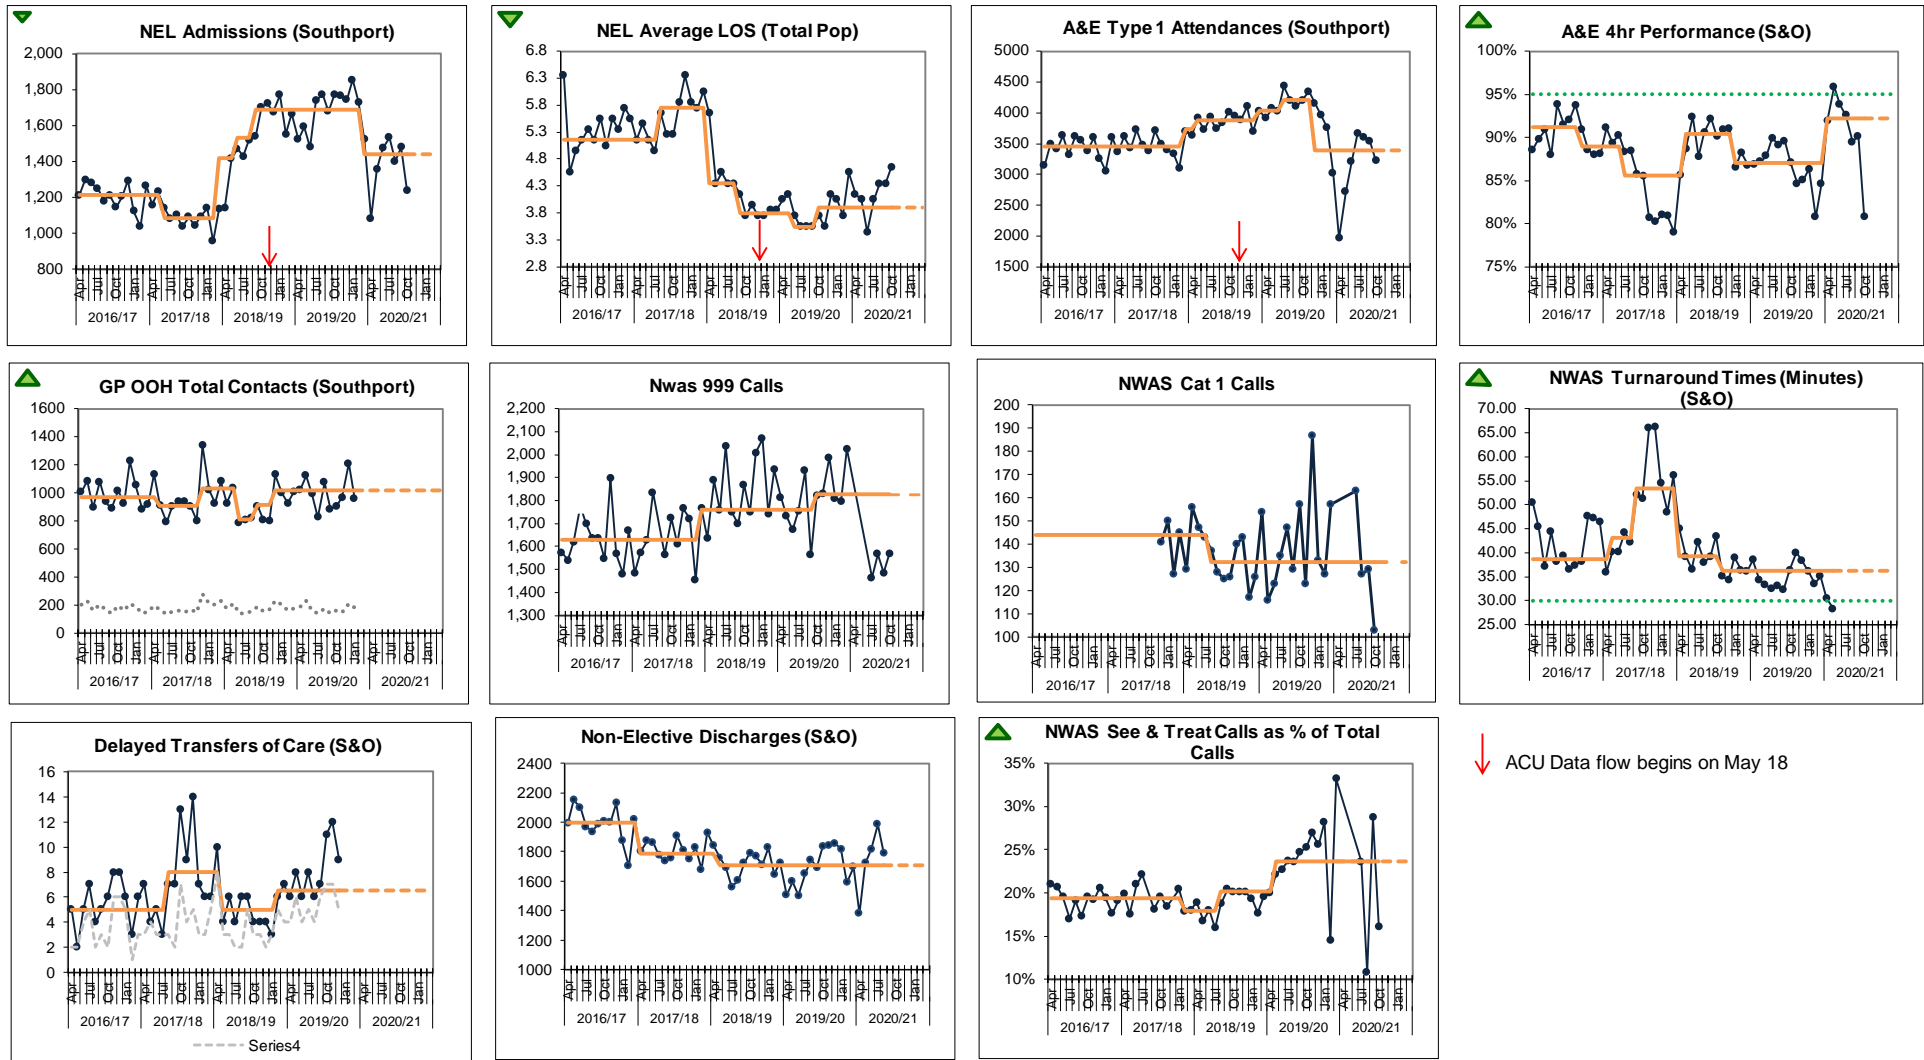 NEL Admissions (Southport)
2,000
1,800
1,600
1,400
1,200
1,000
800
Apr Jul Oct Jan Apr Jul Oct Jan Apr Jul Oct Jan Apr Jul Oct Jan Apr Jul Oct Jan
2016/17 2017/18 2018/19 2019/20 2020/21
NEL Average LOS (Total Pop)
6.8
6.3
5.8
5.3
4.8
4.3
3.8
3.3
2.8
Apr Jul Oct Jan Apr Jul Oct Jan Apr Jul Oct Jan Apr Jul Oct Jan Apr Jul Oct Jan
2016/17 2017/18 2018/19 2019/20 2020/21
A&E Type 1 Attendances (Southport)
5000
4500
4000
3500
3000
2500
2000
1500
Apr Jul Oct Jan Apr Jul Oct Jan Apr Jul Oct Jan Apr Jul Oct Jan Apr Jul Oct Jan
2016/17 2017/18 2018/19 2019/20 2020/21
A&E 4hr Performance (S&O)
100%
95%
90%
85%
80%
75%
Apr Jul Oct Jan Apr Jul Oct Jan Apr Jul Oct Jan Apr Jul Oct Jan Apr Jul Oct Jan
2016/17 2017/18 2018/19 2019/20 2020/21
GP OOH Total Contacts (Southport)
1600
1400
1200
1000
800
600
400
200
0
Apr Jul Oct Jan Apr Jul Oct Jan Apr Jul Oct Jan Apr Jul Oct Jan Apr Jul Oct Jan
2016/17 2017/18 2018/19 2019/20 2020/21
Nwas 999 Calls
2,200
2,100
2,000
1,900
1,800
1,700
1,600
1,500
1,400
1,300
Apr Jul Oct Jan Apr Jul Oct Jan Apr Jul Oct Jan Apr Jul Oct Jan Apr Jul Oct Jan
2016/17 2017/18 2018/19 2019/20 2020/21
NWAS Cat 1 Calls
200
190
180
170
160
150
140
130
120
110
100
Apr Jul Oct Jan Apr Jul Oct Jan Apr Jul Oct Jan Apr Jul Oct Jan Apr Jul Oct Jan
2016/17 2017/18 2018/19 2019/20 2020/21
NWAS Turnaround Times (Minutes)
(S&O)
70.00
65.00
60.00
55.00
50.00
45.00
40.00
35.00
30.00
25.00
Apr Jul Oct Jan Apr Jul Oct Jan Apr Jul Oct Jan Apr Jul Oct Jan Apr Jul Oct Jan
2016/17 2017/18 2018/19 2019/20 2020/21
Delayed Transfers of Care (S&O)
16
14
12
10
8
6
4
2
0
Apr Jul Oct Jan Apr Jul Oct Jan Apr Jul Oct Jan Apr Jul Oct Jan Apr Jul Oct Jan
2016/17 2017/18 2018/19 2019/20 2020/21
Series4
Non-Elective Discharges (S&O)
2400
2200
2000
1800
1600
1400
1200
1000
Apr Jul Oct Jan Apr Jul Oct Jan Apr Jul Oct Jan Apr Jul Oct Jan Apr Jul Oct Jan
2016/17 2017/18 2018/19 2019/20 2020/21
NWAS See & Treat Calls as % of Total
Calls
35%
30%
25%
20%
15%
10%
Apr Jul Oct Jan Apr Jul Oct Jan Apr Jul Oct Jan Apr Jul Oct Jan Apr Jul Oct Jan
2016/17 2017/18 2018/19 2019/20 2020/21
ACU Data flow begins on May 18